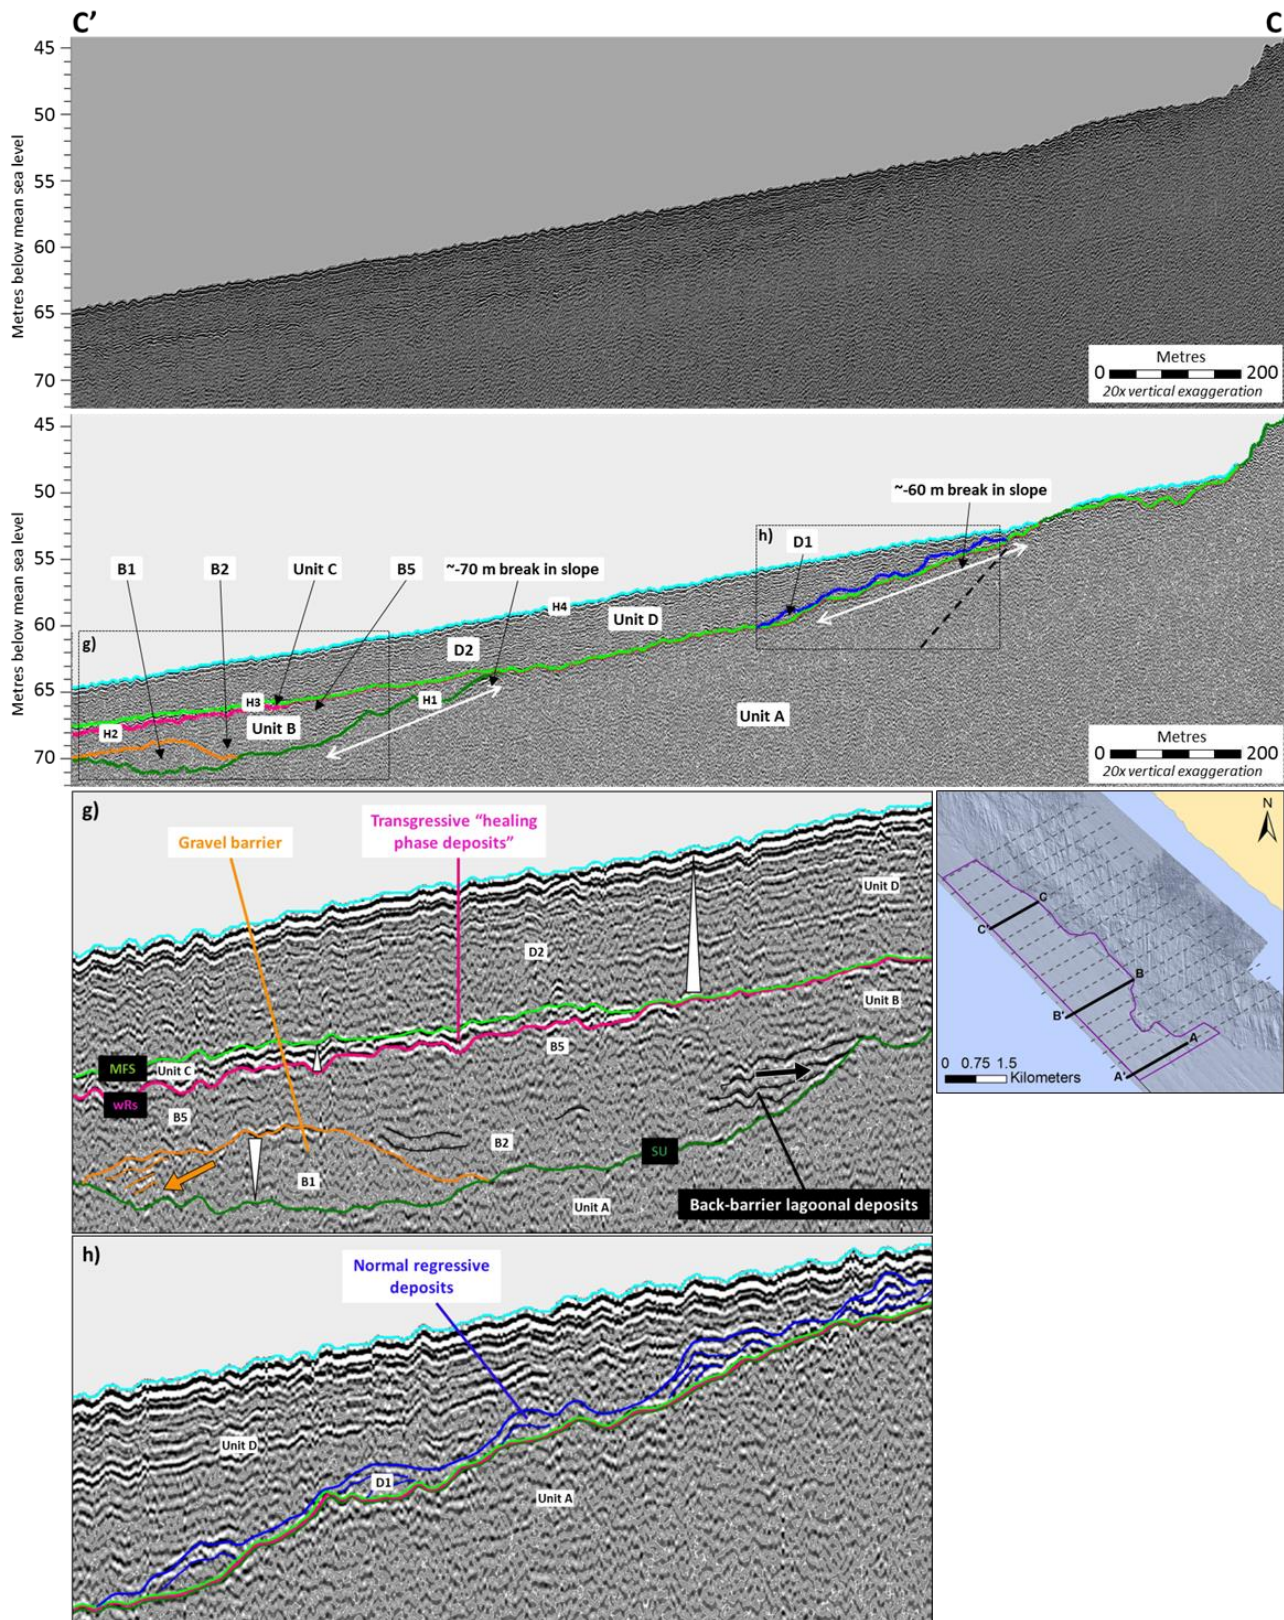 C’
C
45
50
55
60
65
70
Metres below mean sea level
Metres
0 200
20x vertical exaggeration
45
50
55
60
65
70
Metres below mean sea level
~-60 m break in slope
h)
D1
B1
B2
Unit C
B5
~-70 m break in slope
H4
Unit D
g)
D2
H3
H1
H2
Unit B
Unit A
Metres
0 200
20x vertical exaggeration
g)
Gravel barrier
Transgressive “healing
phase deposits”
Unit D
D2
Unit B
B5
MFS
Unit C
wRs
B5
B2
SU
B1
Unit A
Back-barrier lagoonal deposits
N
C
C'
B
B'
A
A'
0 0.75 1.5
Kilometers
h)
Normal regressive
deposits
Unit D
D1
Unit A